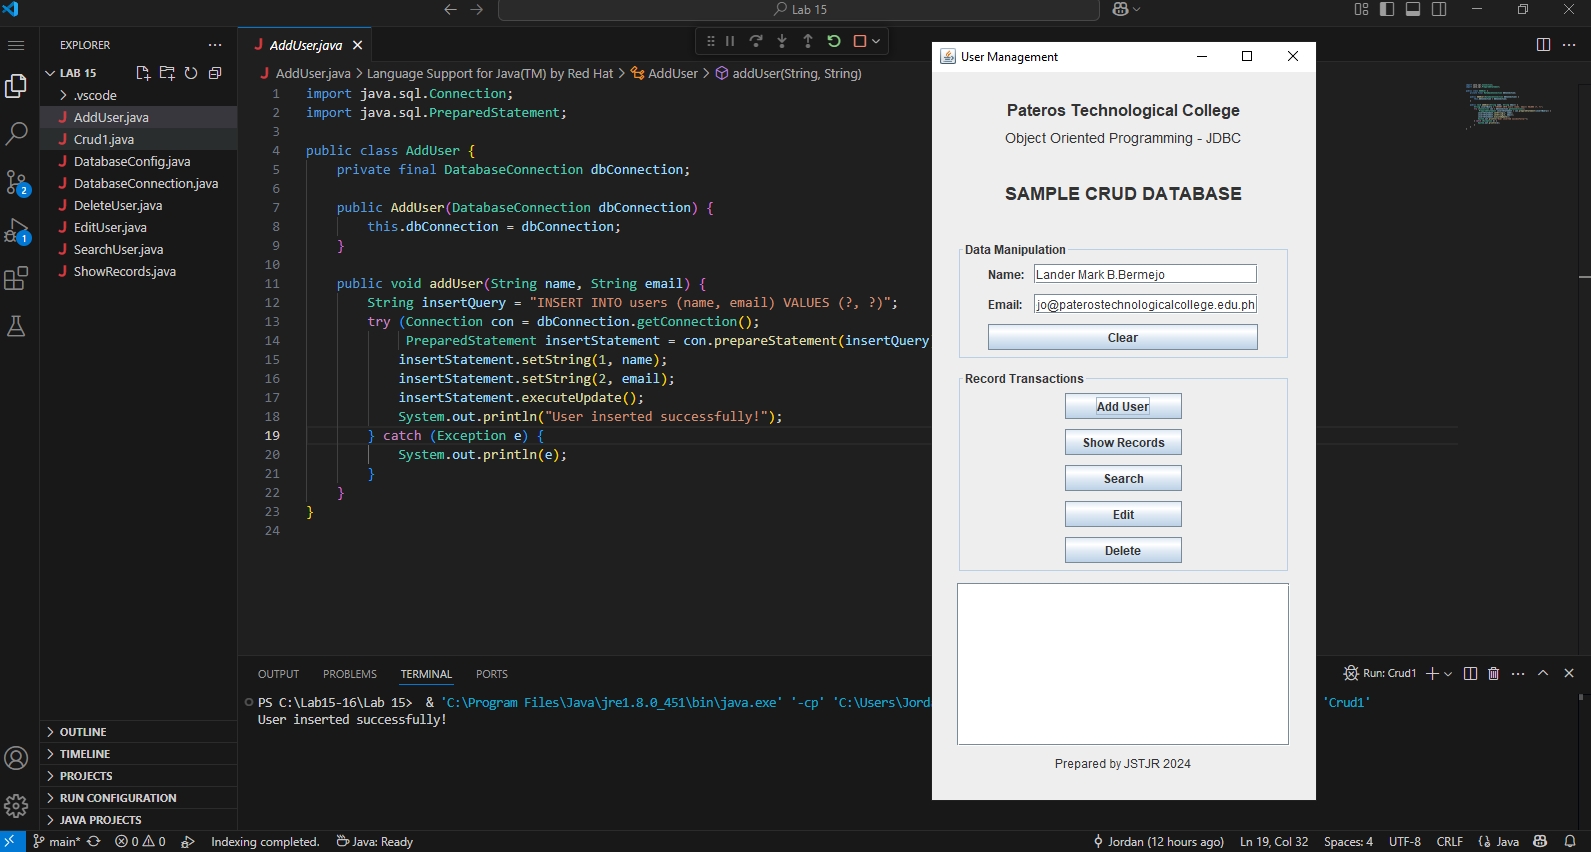 Lab 15
EXPLORER
LAB 15
.vscode
AddUser.java
Crud1.java
DatabaseConfig.java
DatabaseConnection.java
DeleteUser.java
EditUser.java
SearchUser.java
ShowRecords.java
OUTLINE
TIMELINE
PROJECTS
RUN CONFIGURATION
JAVA PROJECTS
2
1
AddUser.java
AddUser.java > Language Support for Java(TM) by Red Hat > AddUser > addUser(String, String)
1 import java.sql.Connection;
2 import java.sql.PreparedStatement;
3
4 public class AddUser {
5 private final DatabaseConnection dbConnection;
6
7 public AddUser(DatabaseConnection dbConnection) {
8 this.dbConnection = dbConnection;
9 }
10
11 public void addUser(String name, String email) {
12 String insertQuery = "INSERT INTO users (name, email) VALUES (?, ?)";
13 try (Connection con = dbConnection.getConnection();
14 PreparedStatement insertStatement = con.prepareStatement(insertQuery
15 insertStatement.setString(1, name);
16 insertStatement.setString(2, email);
17 insertStatement.executeUpdate();
18 System.out.println("User inserted successfully!");
19 } catch (Exception e) {
20 System.out.println(e);
21 }
22 }
23 }
24
User Management
Pateros Technological College
Object Oriented Programming - JDBC
SAMPLE CRUD DATABASE
Data Manipulation
Name: Lander Mark B.Bermejo
Email: jo@paterostechnologicalcollege.edu.ph
Clear
Record Transactions
Add User
Show Records
Search
Edit
Delete
Prepared by JSTJR 2024
OUTPUT PROBLEMS TERMINAL PORTS
Run: Crud1
PS C:\Lab15-16\Lab 15> & 'C:\Program Files\Java\jre1.8.0_451\bin\java.exe' '-cp' 'C:\Users\Jorda 'Crud1'
User inserted successfully!
main* 0 0 Indexing completed. Java: Ready Jordan (12 hours ago) Ln 19, Col 32 Spaces: 4 UTF-8 CRLF {} Java